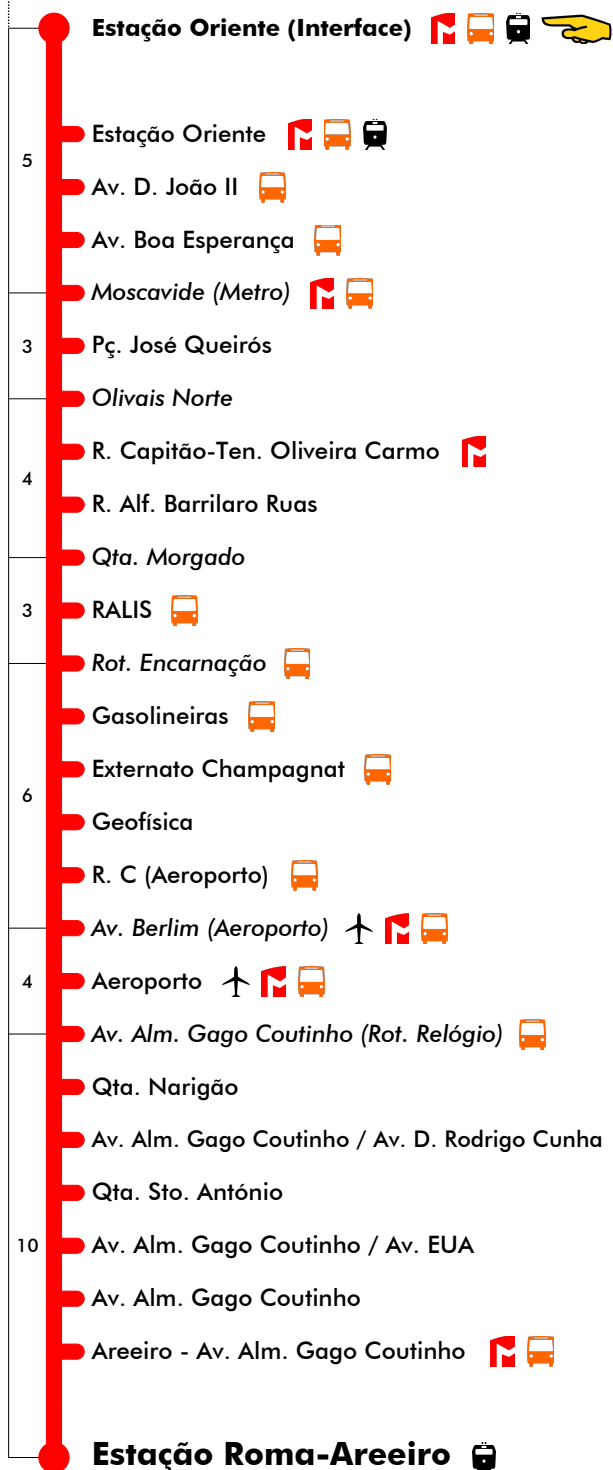 Estação Oriente (Interface)
Estação Oriente
5
Av. D. João II
Av. Boa Esperança
Moscavide (Metro)
3
Pç. José Queirós
Olivais Norte
R. Capitão-Ten. Oliveira Carmo
4
R. Alf. Barrilaro Ruas
Qta. Morgado
3
RALIS
Rot. Encarnação
Gasolineiras
Externato Champagnat
6
Geofísica
R. C (Aeroporto)
Av. Berlim (Aeroporto)
4
Aeroporto
Av. Alm. Gago Coutinho (Rot. Relógio)
Qta. Narigão
Av. Alm. Gago Coutinho / Av. D. Rodrigo Cunha
Qta. Sto. António
10
Av. Alm. Gago Coutinho / Av. EUA
Av. Alm. Gago Coutinho
Areeiro - Av. Alm. Gago Coutinho
Estação Roma-Areeiro